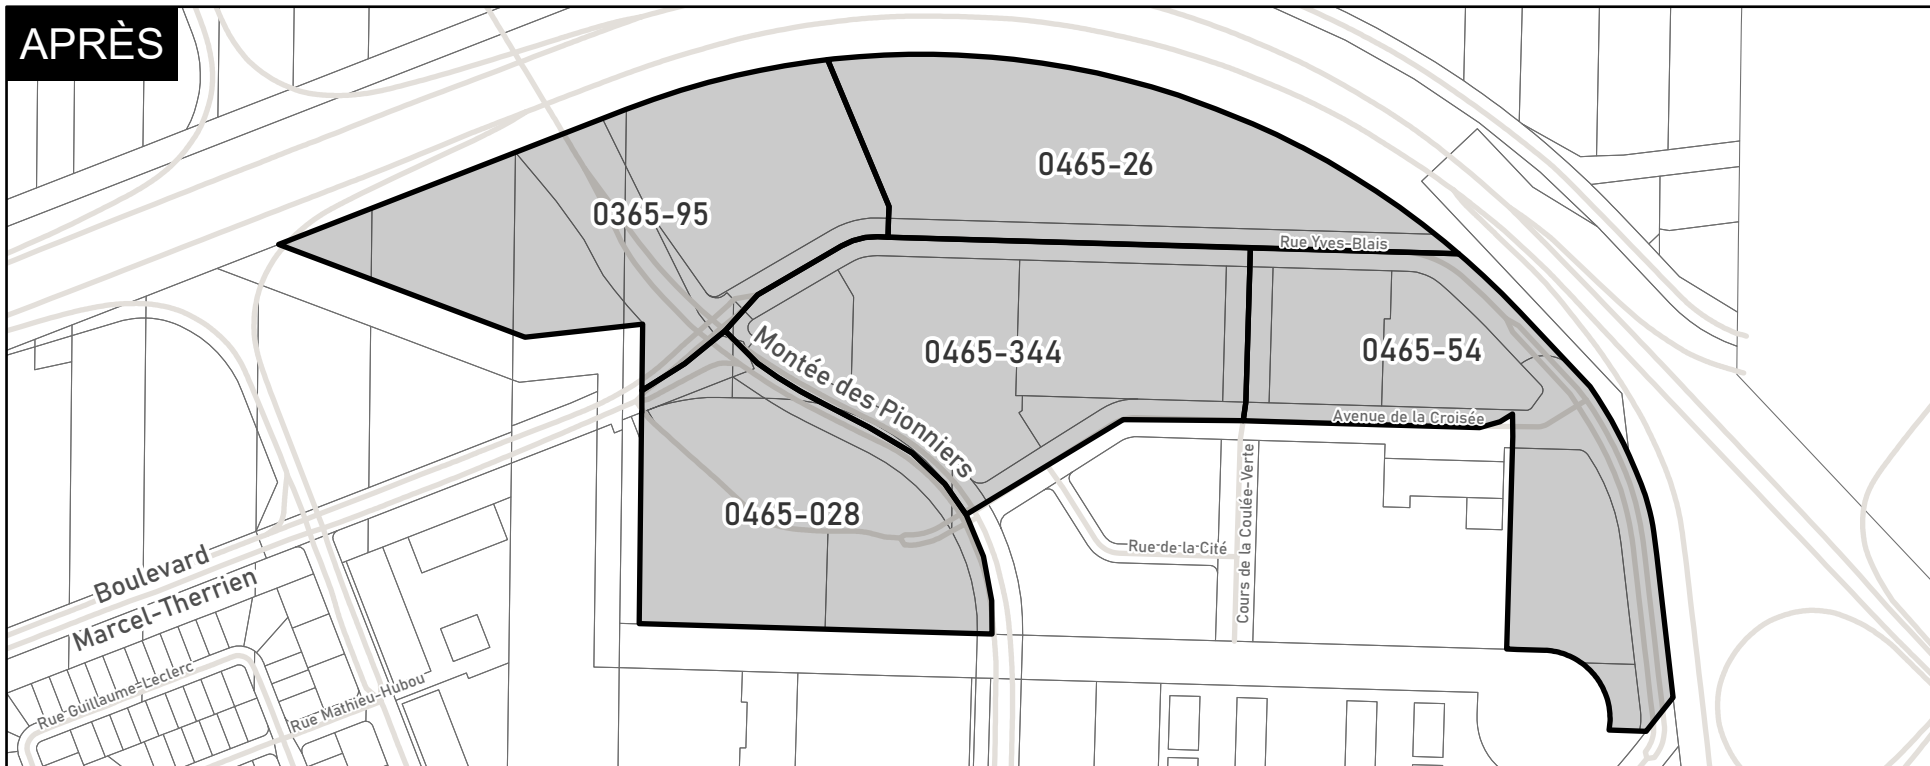 APRÈS
0465-26
0365-95
Rue Yves-Blais
0465-344
0465-54
Montée des Pionniers
Avenue de la Croisée
0465-028
Cours de la Coulée-Verte
Rue-de-la-Cité
Boulevard
Marcel-Therrien
Rue Guillaume-Leclerc
Rue Mathieu-Hubou